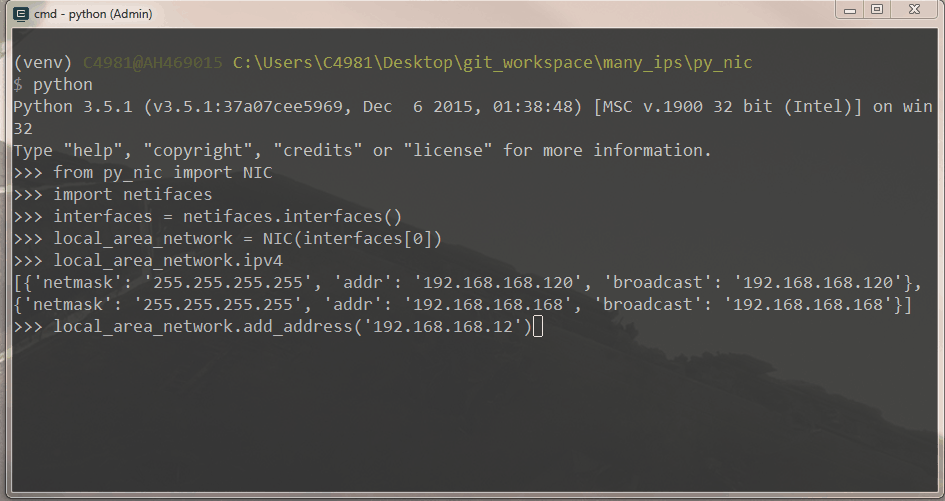 cmd - python (Admin)
(venv) C4981@AH469015 C:\Users\C4981\Desktop\git_workspace\many_ips\py_nic
$ python
Python 3.5.1 (v3.5.1:37a07cee5969, Dec  6 2015, 01:38:48) [MSC v.1900 32 bit (Intel)] on win
32
Type "help", "copyright", "credits" or "license" for more information.
>>> from py_nic import NIC
>>> import netifaces
>>> interfaces = netifaces.interfaces()
>>> local_area_network = NIC(interfaces[0])
>>> local_area_network.ipv4
[{'netmask': '255.255.255.255', 'addr': '192.168.168.120', 'broadcast': '192.168.168.120'},
{'netmask': '255.255.255.255', 'addr': '192.168.168.168', 'broadcast': '192.168.168.168'}]
>>> local_area_network.add_address('192.168.168.12')